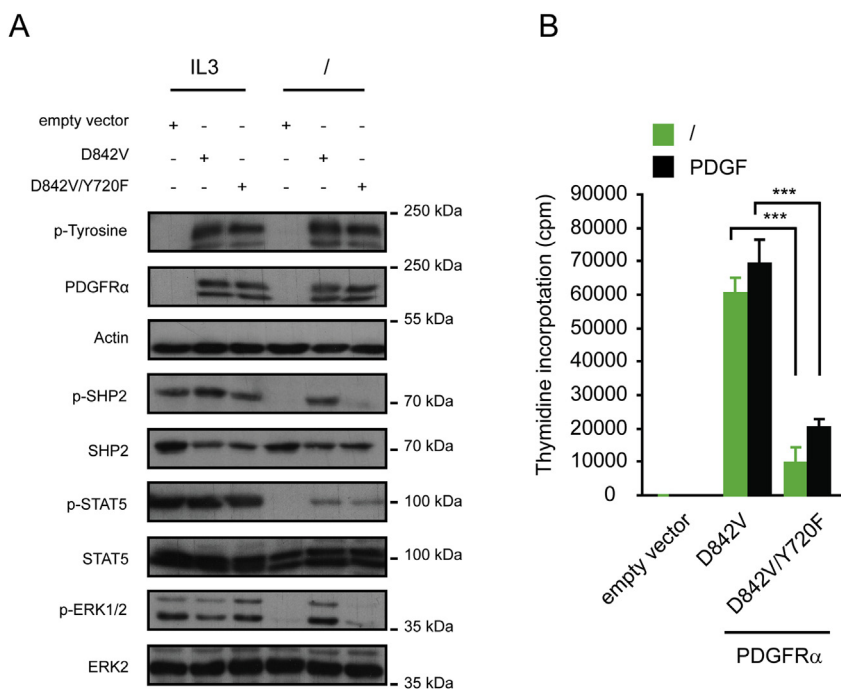 A
IL3 /
empty vector + - - + - -
D842V - + - - + -
D842V/Y720F - - + - - +
p-Tyrosine - 250 kDa
PDGFRα - 250 kDa
Actin - 55 kDa
p-SHP2 - 70 kDa
SHP2 - 70 kDa
p-STAT5 - 100 kDa
STAT5 - 100 kDa
p-ERK1/2 - 35 kDa
ERK2 - 35 kDa
B
/
PDGF
Thymidine incorpotation (cpm)
90000
80000
70000
60000
50000
40000
30000
20000
10000
0
***
***
empty vector
D842V
D842V/Y720F
PDGFRα